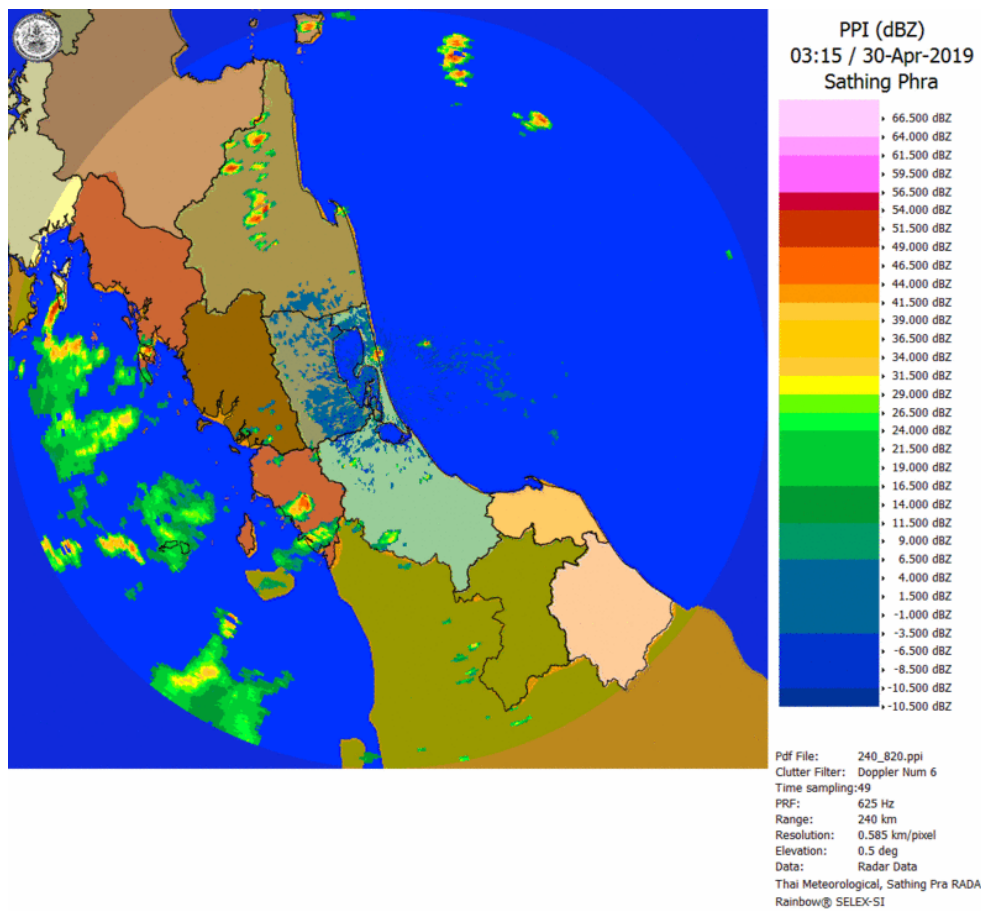 PPI (dBZ)
03:15 / 30-Apr-2019
Sathing Phra
66.500 dBZ
64.000 dBZ
61.500 dBZ
59.500 dBZ
56.500 dBZ
54.000 dBZ
51.500 dBZ
49.000 dBZ
46.500 dBZ
44.000 dBZ
41.500 dBZ
39.000 dBZ
36.500 dBZ
34.000 dBZ
31.500 dBZ
29.000 dBZ
26.500 dBZ
24.000 dBZ
21.500 dBZ
19.000 dBZ
16.500 dBZ
14.000 dBZ
11.500 dBZ
9.000 dBZ
6.500 dBZ
4.000 dBZ
1.500 dBZ
-1.000 dBZ
-3.500 dBZ
-6.500 dBZ
-8.500 dBZ
-10.500 dBZ
-10.500 dBZ
Pdf File: 240_820.ppi
Clutter Filter: Doppler Num 6
Time sampling:49
PRF: 625 Hz
Range: 240 km
Resolution: 0.585 km/pixel
Elevation: 0.5 deg
Data: Radar Data
Thai Meteorological, Sathing Pra RADA
Rainbow® SELEX-SI